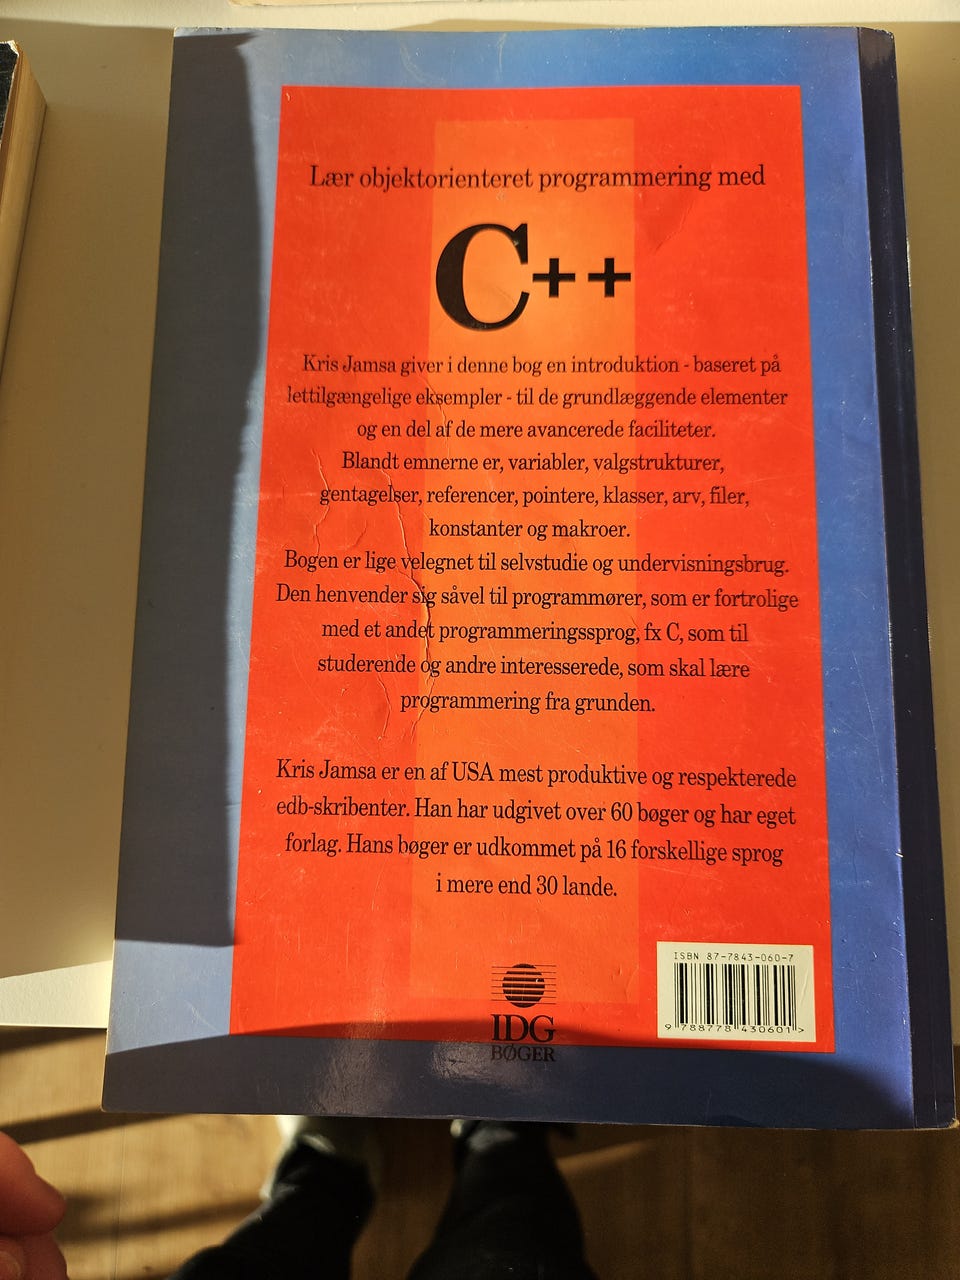 Lær objektorienteret programmering med
C++
Kris Jamsa giver i denne bog en introduktion - baseret på
lettilgængelige eksempler - til de grundlæggende elementer
og en del af de mere avancerede faciliteter.
Blandt emnerne er, variabler, valgstrukturer,
gentagelser, referencer, pointere, klasser, arv, filer,
konstanter og makroer.
Bogen er lige velegnet til selvstudie og undervisningsbrug.
Den henvender sig såvel til programmører, som er fortrolige
med et andet programmeringssprog, fx C, som til
studerende og andre interesserede, som skal lære
programmering fra grunden.
Kris Jamsa er en af USA mest produktive og respekterede
edb-skribenter. Han har udgivet over 60 bøger og har eget
forlag. Hans bøger er udkommet på 16 forskellige sprog
i mere end 30 lande.
IDG
BØGER
ISBN 87-7843-060-7
9 788778 430601 >